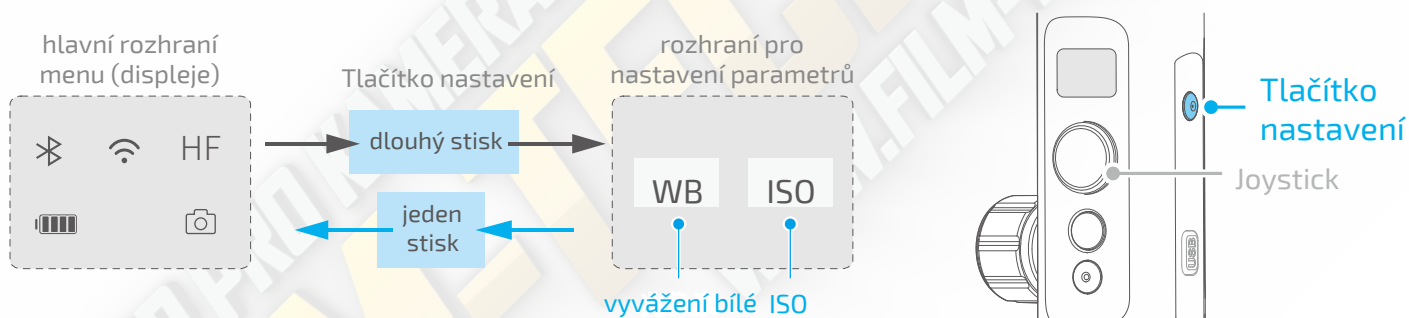 hlavní rozhraní
menu (displeje)
Tlačítko nastavení
rozhraní pro
nastavení parametrů
HF
dlouhý stisk
jeden
stisk
WB
ISO
vyvážení bílé
ISO
Tlačítko
nastavení
Joystick
USB